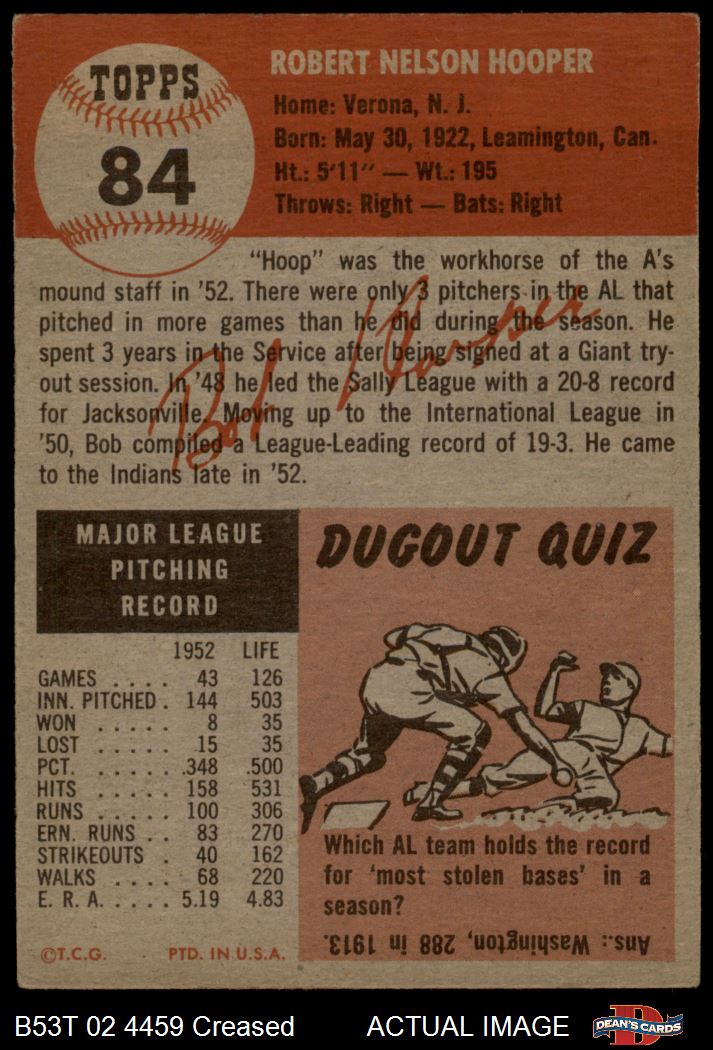 TOPPS
84
ROBERT NELSON HOOPER
Home: Verona, N. J.
Born: May 30, 1922, Leamington, Can.
Ht.: 5'11" — Wt.: 195
Throws: Right — Bats: Right
"Hoop" was the workhorse of the A's
mound staff in '52. There were only 3 pitchers in the AL that
pitched in more games than he did during the season. He
spent 3 years in the Service after being signed at a Giant try-
out session. In '48 he led the Sally League with a 20-8 record
for Jacksonville. Moving up to the International League in
'50, Bob compiled a League-Leading record of 19-3. He came
to the Indians late in '52.
Bob Hooper
MAJOR LEAGUE
PITCHING
RECORD
1952 LIFE
GAMES .... 43 126
INN. PITCHED . 144 503
WON ..... 8 35
LOST ..... 15 35
PCT. ...... .348 .500
HITS ..... 158 531
RUNS ..... 100 306
ERN. RUNS .. 83 270
STRIKEOUTS . 40 162
WALKS .... 68 220
E. R. A. .... 5.19 4.83
©T.C.G. PTD. IN U.S.A.
DUGOUT QUIZ
Which AL team holds the record
for 'most stolen bases' in a
season?
Ans.: Washington, 288 in 1913.
B53T 02 4459 Creased ACTUAL IMAGE
D
DEAN'S CARDS